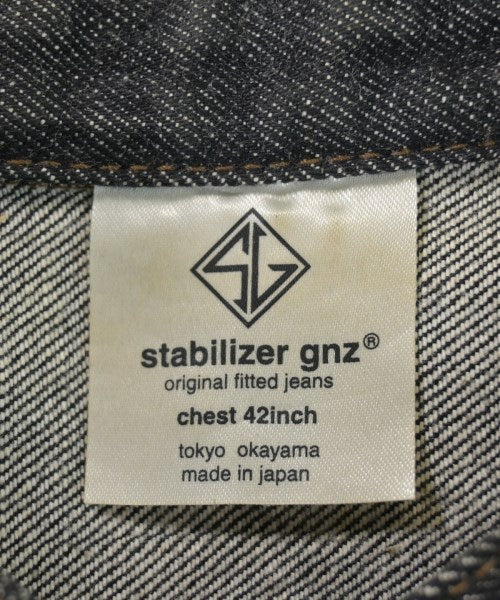 SG
stabilizer gnz®
original fitted jeans
chest 42inch
tokyo okayama
made in japan